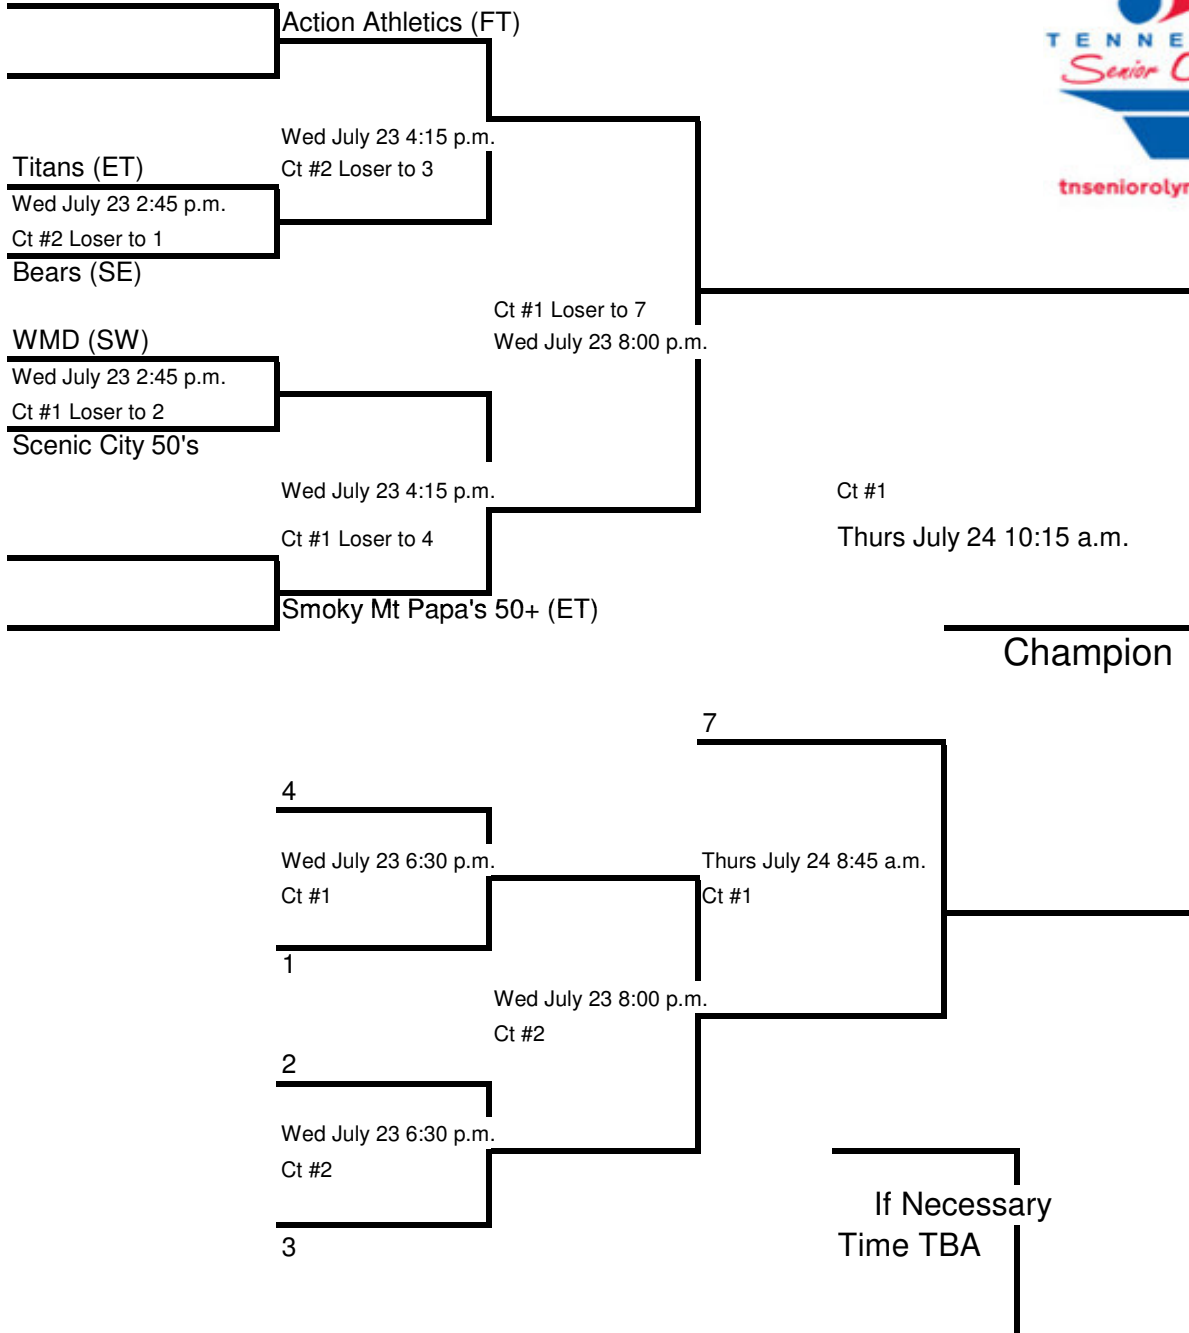 Action Athletics (FT)
TENNE
Senior
tnseniorolyr
Wed July 23 4:15 p.m.
Ct #2 Loser to 3
Titans (ET)
Wed July 23 2:45 p.m.
Ct #2 Loser to 1
Bears (SE)
Ct #1 Loser to 7
Wed July 23 8:00 p.m.
WMD (SW)
Wed July 23 2:45 p.m.
Ct #1 Loser to 2
Scenic City 50's
Wed July 23 4:15 p.m.
Ct #1 Loser to 4
Smoky Mt Papa's 50+ (ET)
Ct #1
Thurs July 24 10:15 a.m.
Champion
7
4
Wed July 23 6:30 p.m.
Ct #1
1
Thurs July 24 8:45 a.m.
Ct #1
Wed July 23 8:00 p.m.
Ct #2
2
Wed July 23 6:30 p.m.
Ct #2
3
If Necessary
Time TBA